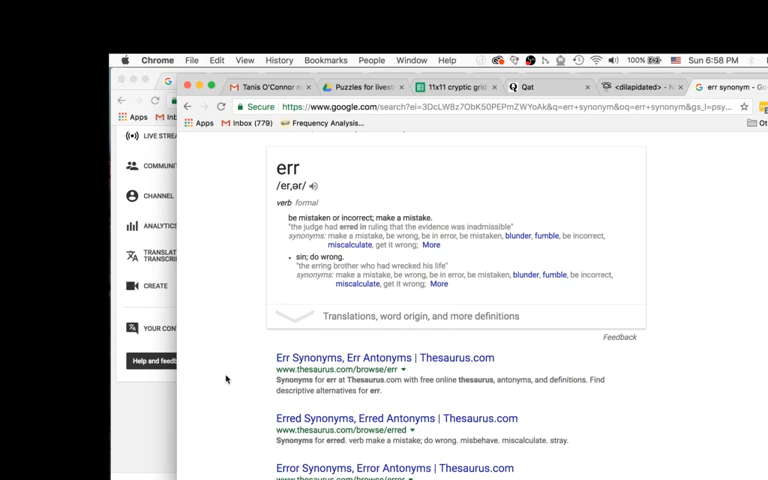 Chrome File Edit View History Bookmarks People Window Help 100% Sun 6:58 PM
Tanis O'Connor m Puzzles for livest 11x11 cryptic grid Qat <dilapidated> - N err synonym - Go
Secure https://www.google.com/search?ei=3DcLW8z7ObK50PEPmZWYoAk&q=err+synonym&oq=err+synonym&gs_l=psy...
Apps Inb Apps Inbox (779) Frequency Analysis... Ot
LIVE STREA
COMMUNI
CHANNEL
ANALYTICS
TRANSLAT
TRANSCRI
CREATE
YOUR CON
Help and feedb
err
/er,ər/
verb formal
be mistaken or incorrect; make a mistake.
"the judge had erred in ruling that the evidence was inadmissible"
synonyms: make a mistake, be wrong, be in error, be mistaken, blunder, fumble, be incorrect,
miscalculate, get it wrong; More
• sin; do wrong.
"the erring brother who had wrecked his life"
synonyms: make a mistake, be wrong, be in error, be mistaken, blunder, fumble, be incorrect,
miscalculate, get it wrong; More
Translations, word origin, and more definitions
Feedback
Err Synonyms, Err Antonyms | Thesaurus.com
www.thesaurus.com/browse/err
Synonyms for err at Thesaurus.com with free online thesaurus, antonyms, and definitions. Find
descriptive alternatives for err.
Erred Synonyms, Erred Antonyms | Thesaurus.com
www.thesaurus.com/browse/erred
Synonyms for erred. verb make a mistake; do wrong. misbehave. miscalculate. stray.
Error Synonyms, Error Antonyms | Thesaurus.com
www.thesaurus.com/browse/error